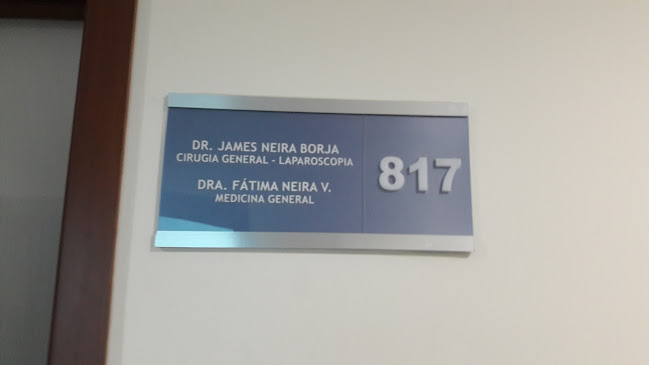 DR. JAMES NEIRA BORJA
CIRUGIA GENERAL - LAPAROSCOPIA
DRA. FÁTIMA NEIRA V.
MEDICINA GENERAL
817